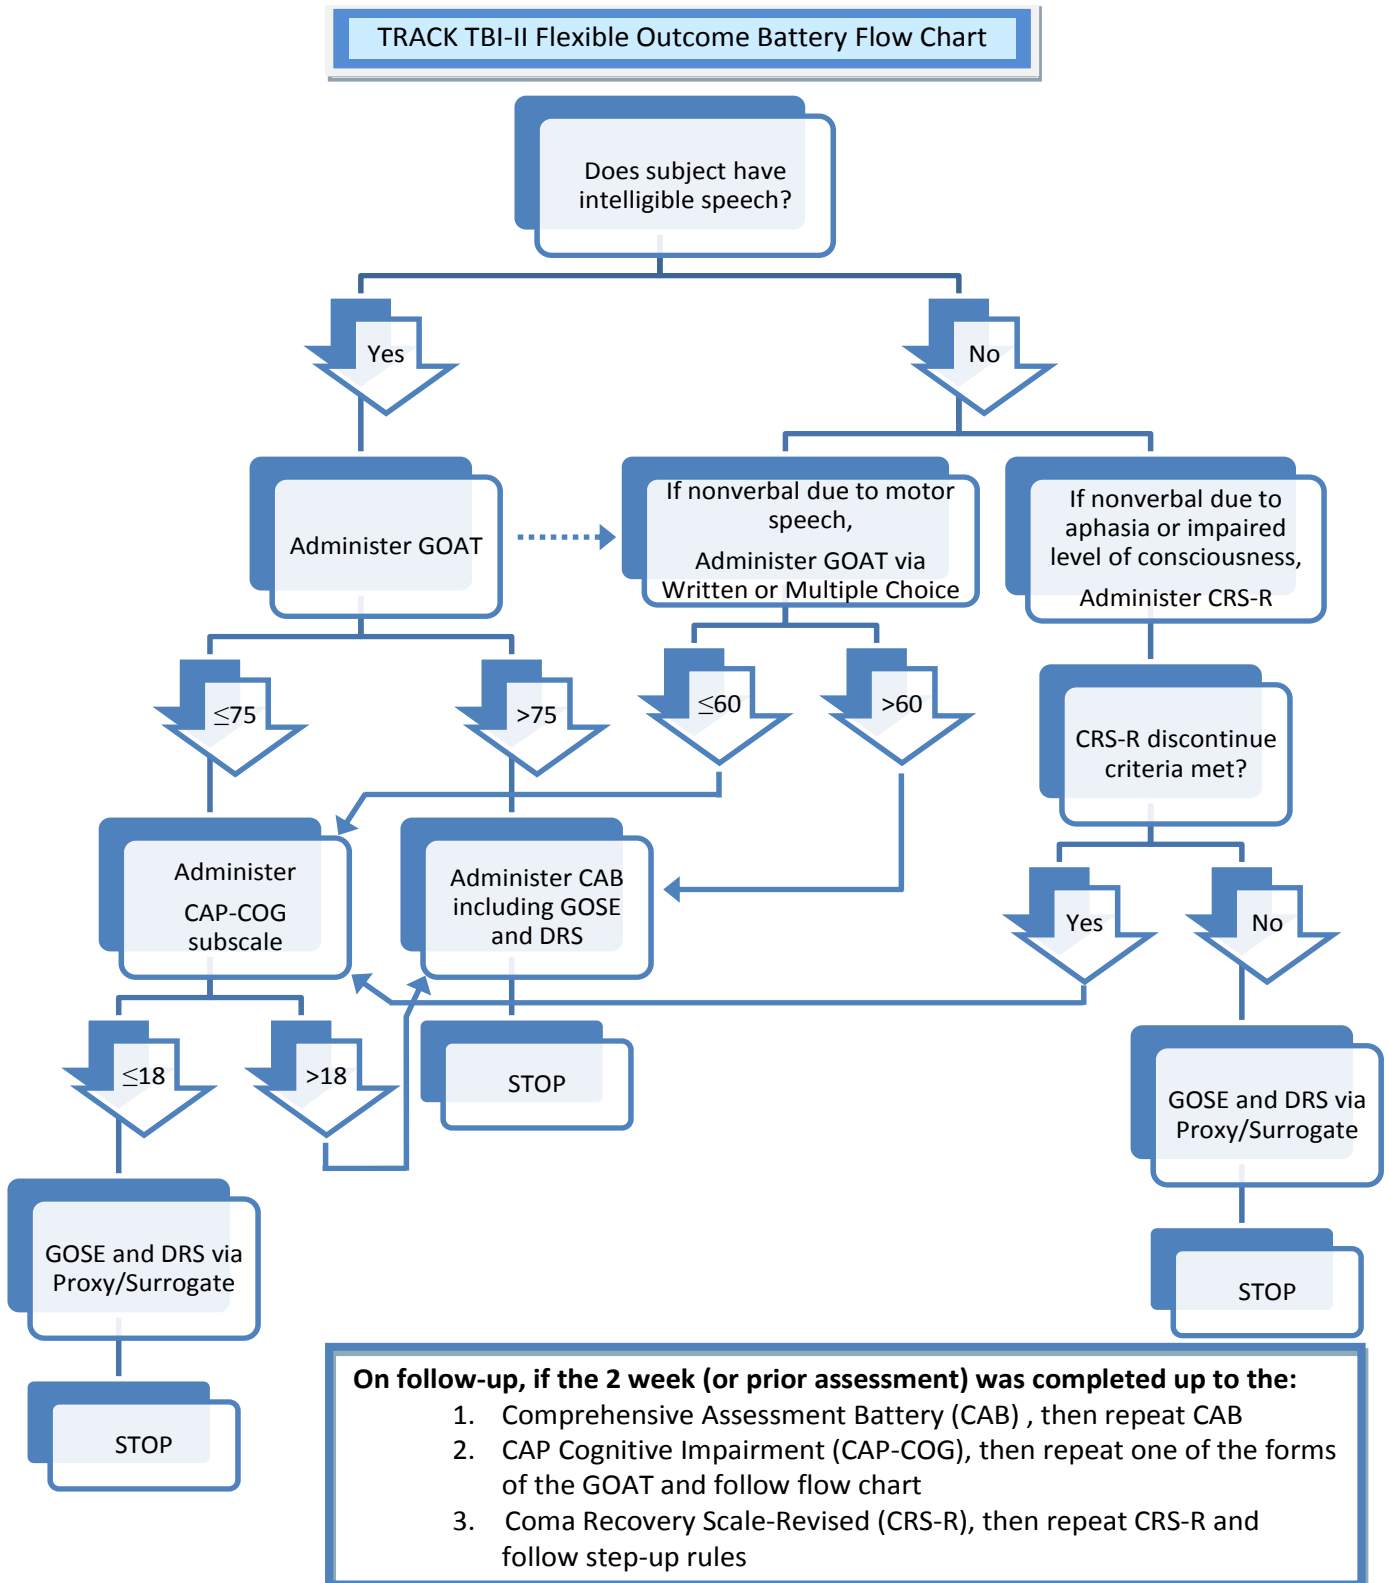 TRACK TBI-II Flexible Outcome Battery Flow Chart
Does subject have
intelligible speech?
Yes
No
Administer GOAT
If nonverbal due to motor
speech,
Administer GOAT via
Written or Multiple Choice
If nonverbal due to
aphasia or impaired
level of consciousness,
Administer CRS-R
≤75
>75
≤60
>60
CRS-R discontinue
criteria met?
Administer
CAP-COG
subscale
Administer CAB
including GOSE
and DRS
Yes
No
≤18
>18
STOP
GOSE and DRS via
Proxy/Surrogate
GOSE and DRS via
Proxy/Surrogate
STOP
STOP
On follow-up, if the 2 week (or prior assessment) was completed up to the:
1. Comprehensive Assessment Battery (CAB) , then repeat CAB
2. CAP Cognitive Impairment (CAP-COG), then repeat one of the forms
of the GOAT and follow flow chart
3. Coma Recovery Scale-Revised (CRS-R), then repeat CRS-R and
follow step-up rules